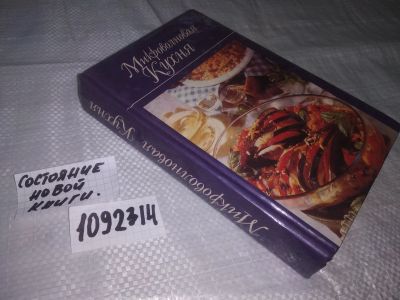 Микроволновая
Кухня
Микроволновая Кухня
СОСТОЯНИЕ
НОВОЙ
КНИГИ.
1092714